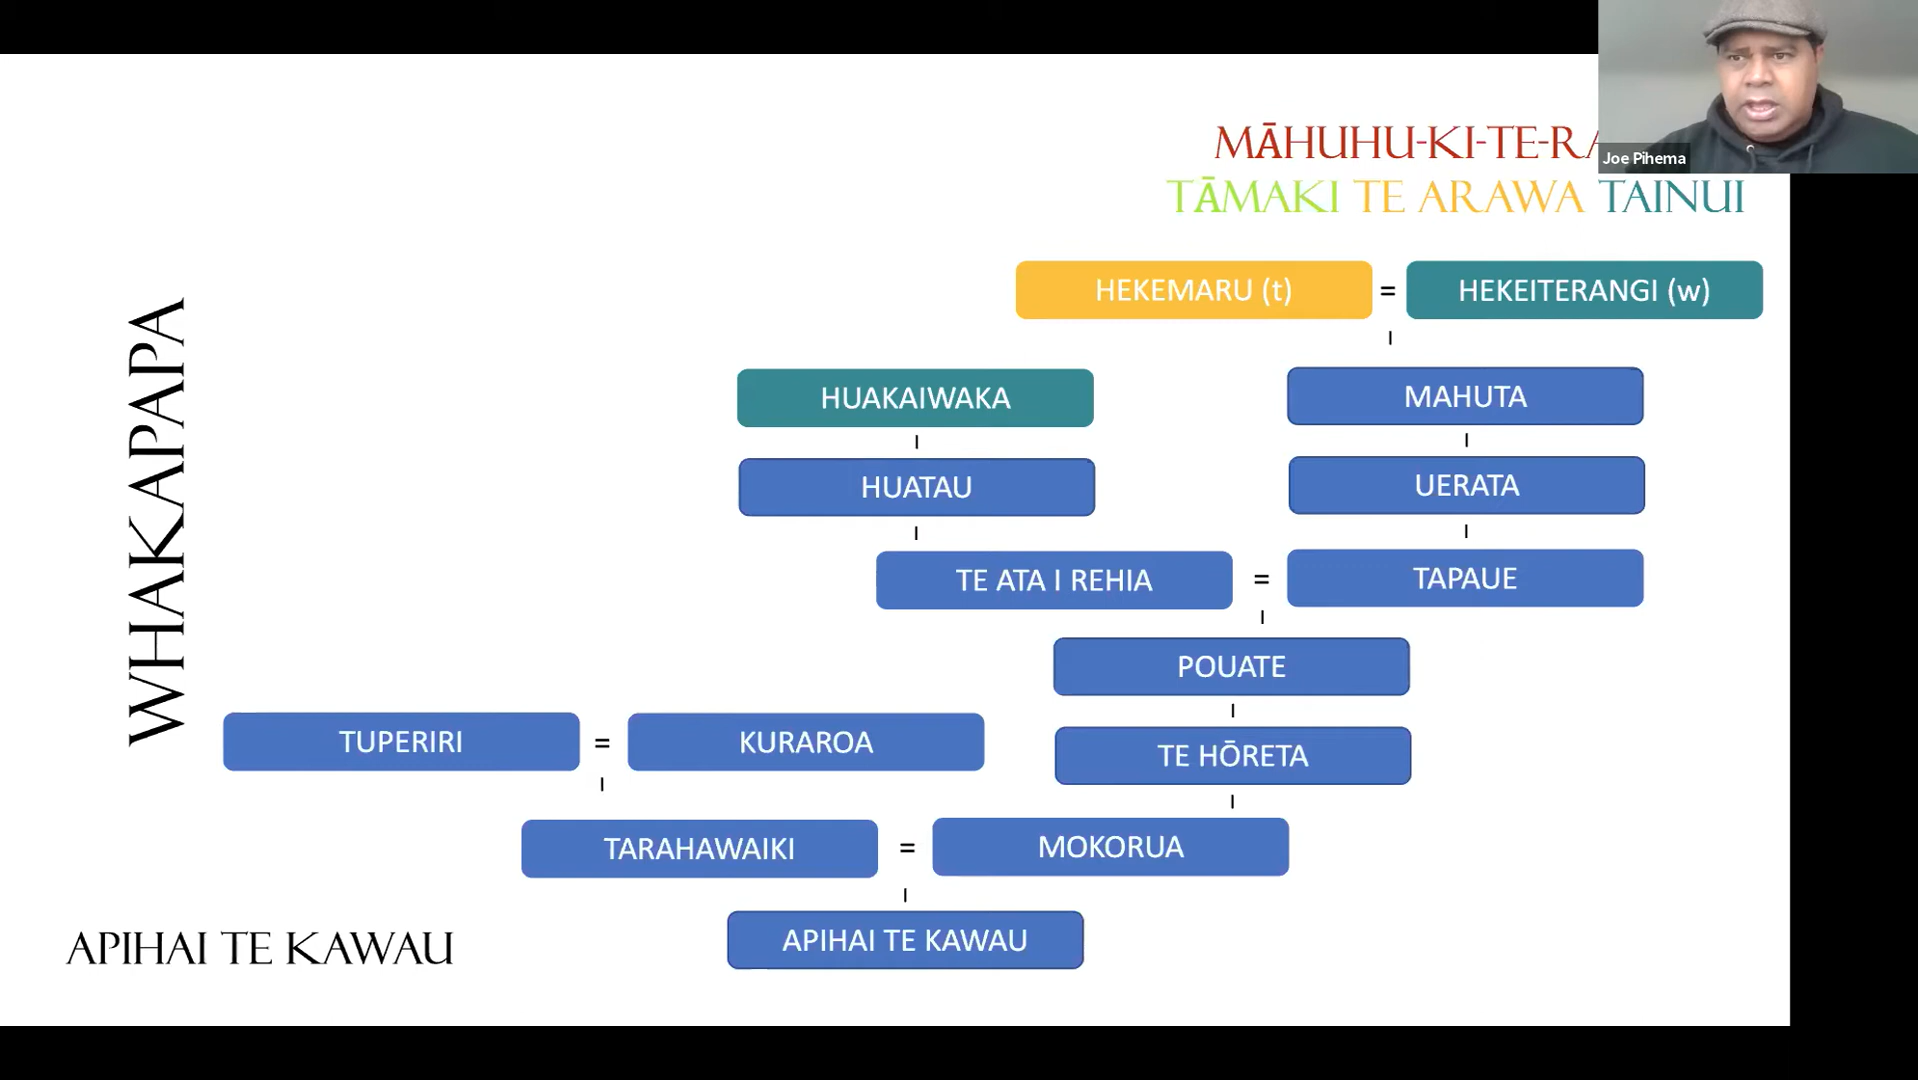 MĀHUHU-KI-TE-RA
Joe Pihema
TĀMAKI TE ARAWA TAINUI
HEKEMARU (t) = HEKEITERANGI (w)
HUAKAIWAKA
MAHUTA
HUATAU
UERATA
TE ATA I REHIA = TAPAUE
POUATE
WHAKAPAPA
TUPERIRI = KURAROA
TE HŌRETA
TARAHAWAIKI = MOKORUA
APIHAI TE KAWAU
APIHAI TE KAWAU